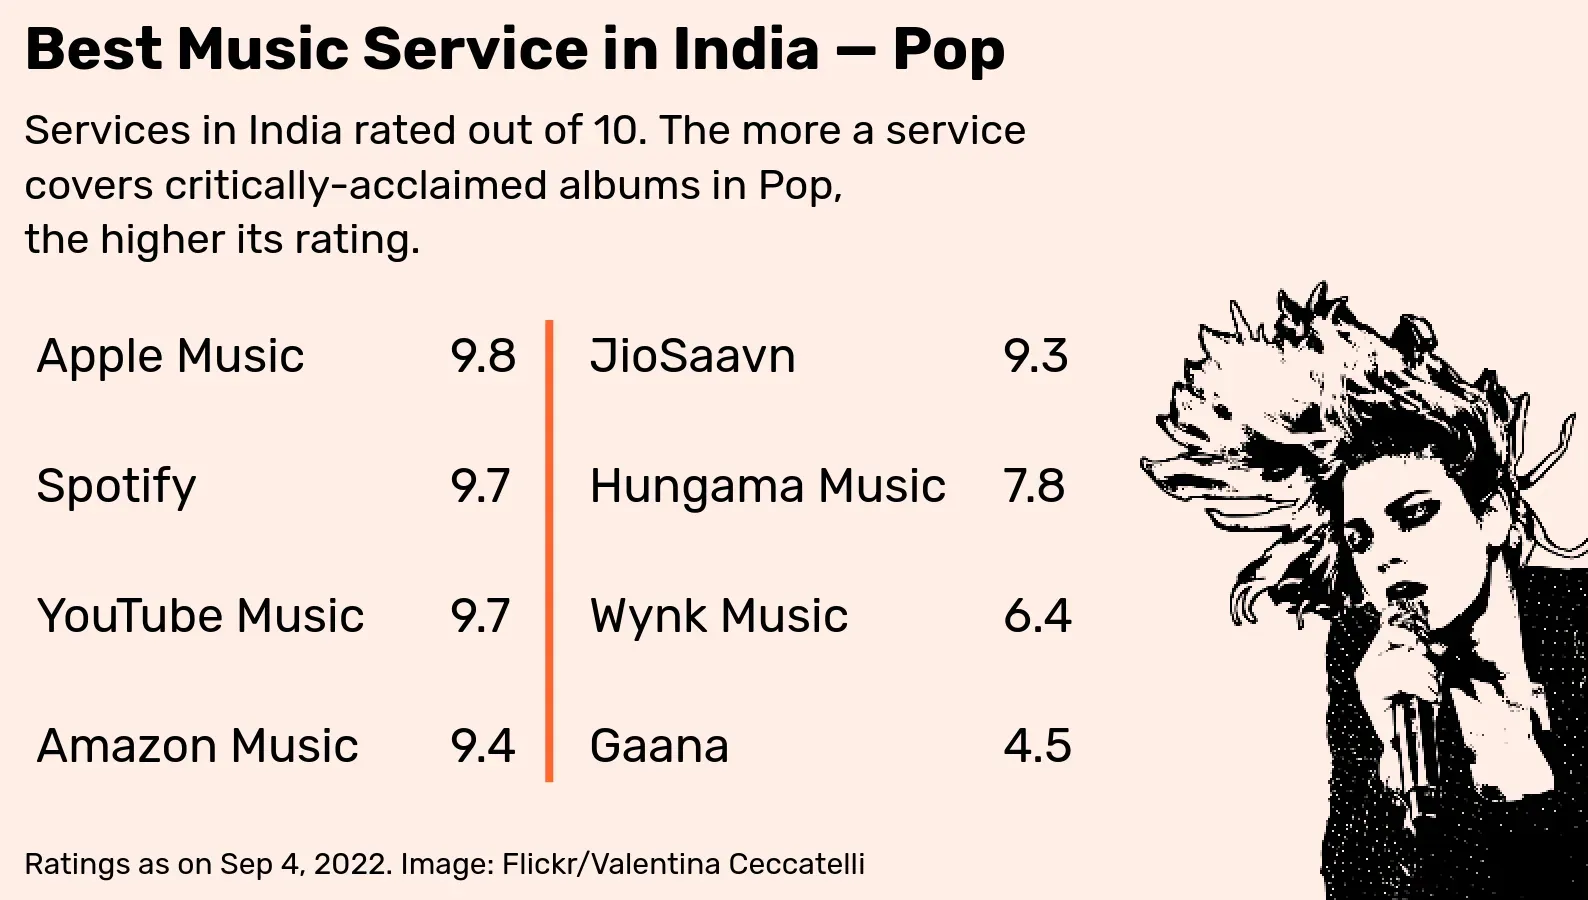 Best Music Service in India — Pop
Services in India rated out of 10. The more a service
covers critically-acclaimed albums in Pop,
the higher its rating.
Apple Music 9.8
Spotify 9.7
YouTube Music 9.7
Amazon Music 9.4
JioSaavn 9.3
Hungama Music 7.8
Wynk Music 6.4
Gaana 4.5
Ratings as on Sep 4, 2022. Image: Flickr/Valentina Ceccatelli